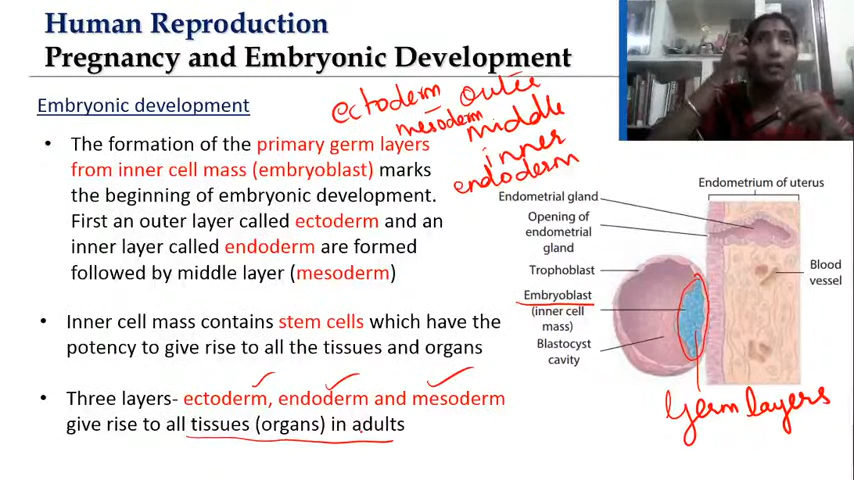 Human Reproduction
Pregnancy and Embryonic Development
Embryonic development
• The formation of the primary germ layers
from inner cell mass (embryoblast) marks
the beginning of embryonic development.
First an outer layer called ectoderm and an
inner layer called endoderm are formed
followed by middle layer (mesoderm)
• Inner cell mass contains stem cells which have the
potency to give rise to all the tissues and organs
• Three layers- ectoderm, endoderm and mesoderm
give rise to all tissues (organs) in adults
ectoderm – outer
mesoderm middle
inner
endoderm
Endometrium of uterus
Endometrial gland
Opening of
endometrial
gland
Trophoblast
Embryoblast
(inner cell
mass)
Blastocyst
cavity
Blood
vessel
Germ layers